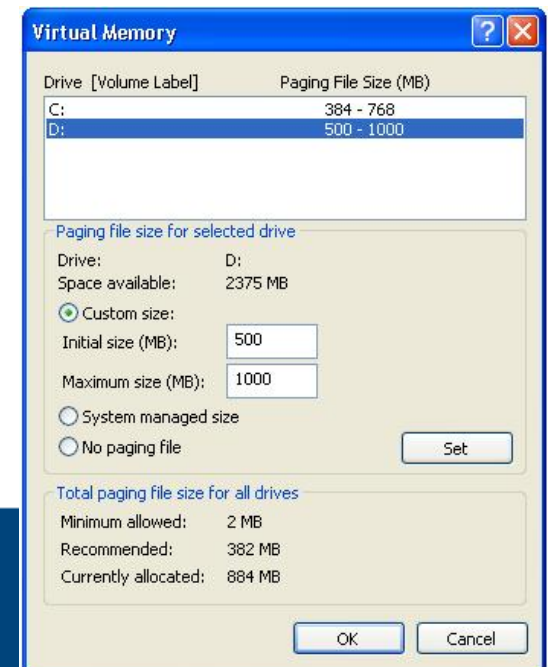 Virtual Memory
Drive [Volume Label] Paging File Size (MB)
C: 384 - 768
D: 500 - 1000
Paging file size for selected drive
Drive: D:
Space available: 2375 MB
Custom size:
Initial size (MB): 500
Maximum size (MB): 1000
System managed size
No paging file Set
Total paging file size for all drives
Minimum allowed: 2 MB
Recommended: 382 MB
Currently allocated: 884 MB
OK Cancel